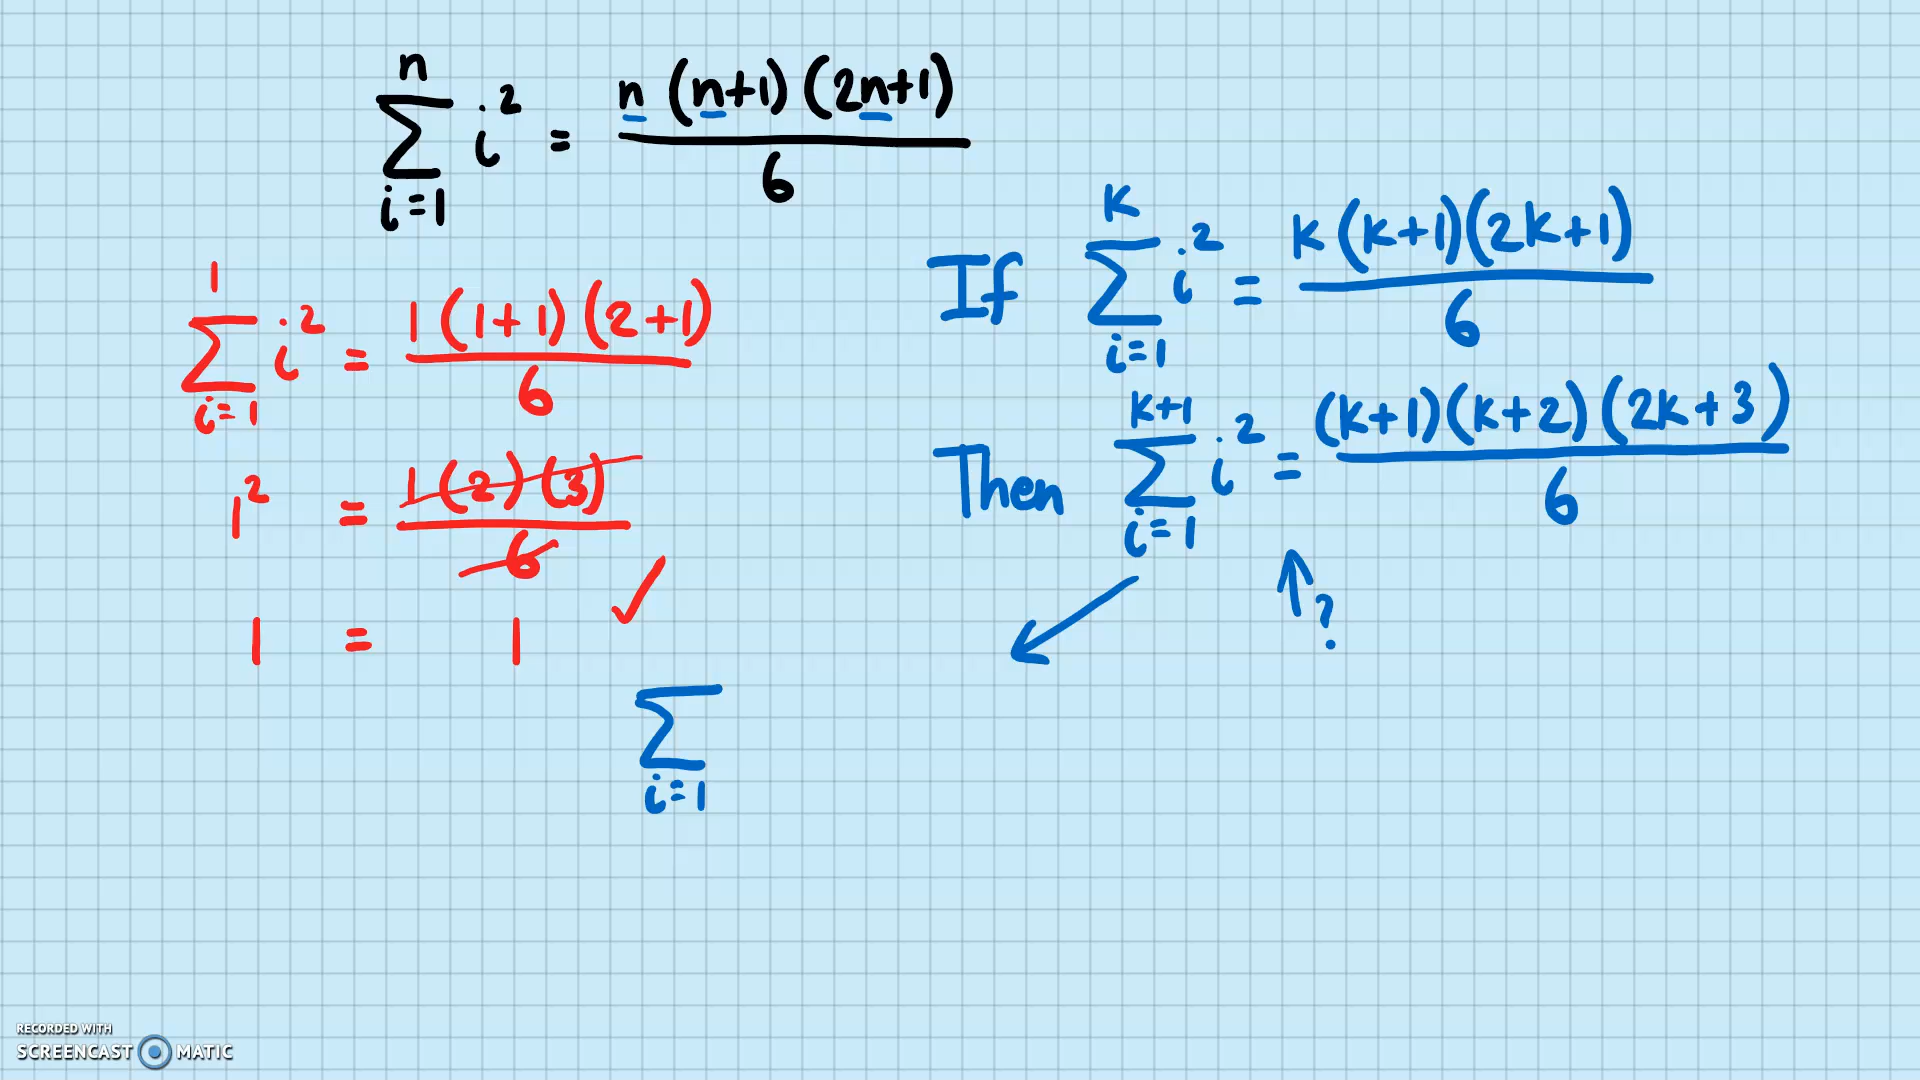 n
∑ i² = n (n+1) (2n+1) / 6
i=1
1
∑ i² = 1 (1+1) (2+1) / 6
i=1
1² = 1 (2) (3) / 6
1 = 1 ✓
k
If ∑ i² = k (k+1) (2k+1) / 6
i=1
k+1
Then ∑ i² = (k+1) (k+2) (2k+3) / 6
i=1
?
∑
i=1
RECORDED WITH
SCREENCAST MATIC